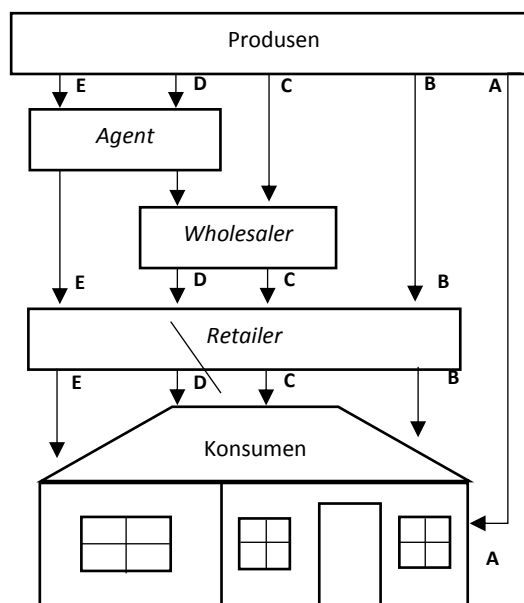 Produsen
E D C B A
Agent
Wholesaler
E D C B
Retailer
E D C B
Konsumen
A